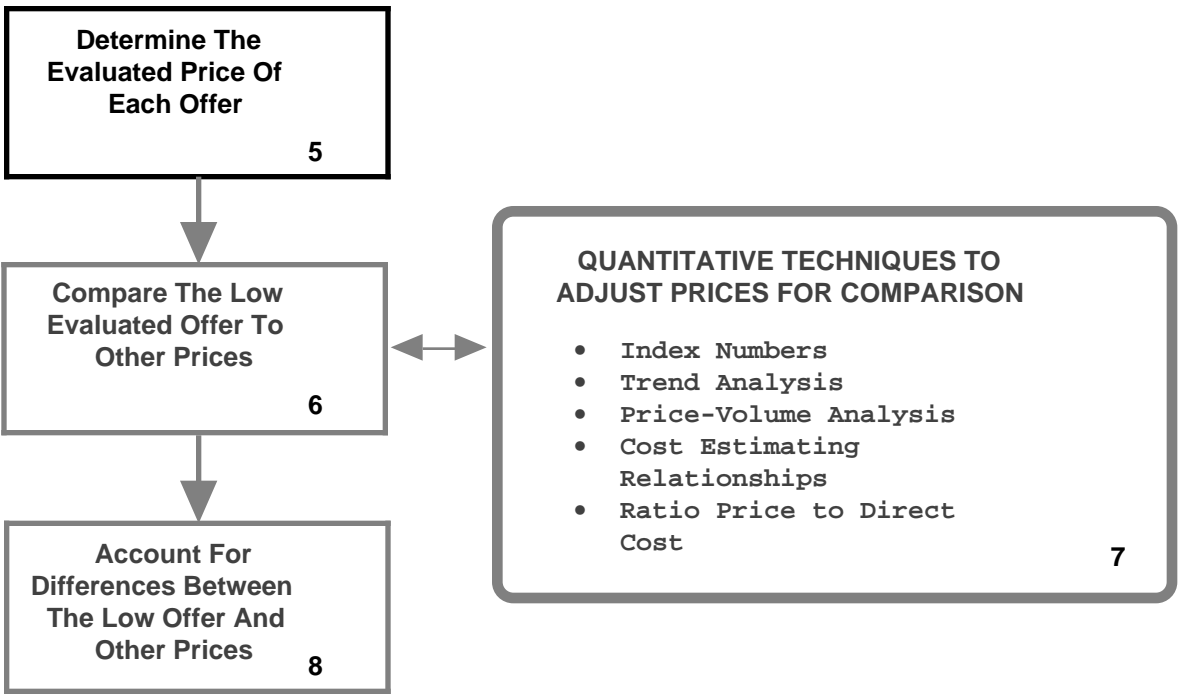 Determine The
Evaluated Price Of
Each Offer
5
Compare The Low
Evaluated Offer To
Other Prices
6
QUANTITATIVE TECHNIQUES TO
ADJUST PRICES FOR COMPARISON
• Index Numbers
• Trend Analysis
• Price-Volume Analysis
• Cost Estimating
Relationships
• Ratio Price to Direct
Cost
7
Account For
Differences Between
The Low Offer And
Other Prices
8